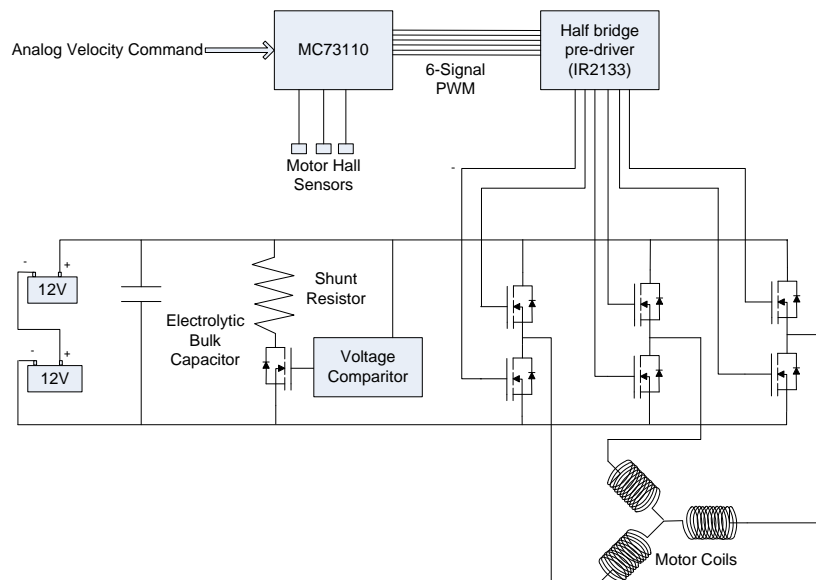 Analog Velocity Command
MC73110
6-Signal
PWM
Half bridge
pre-driver
(IR2133)
Motor Hall
Sensors
-
- +
12V
- +
12V
Electrolytic
Bulk
Capacitor
Shunt
Resistor
Voltage
Comparitor
Motor Coils